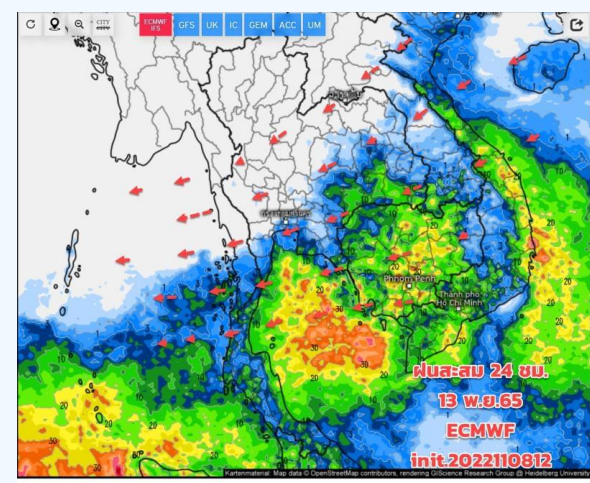 CITY
ECMWF
IFS
GFS
UK
IC
GEM
ACC
UM
Phnom Penh
Thành phố
Hồ Chí Minh
ฝนสะสม 24 ชม.
13 พ.ย.65
ECMWF
init.2022110812
Kartenmaterial: Map data © OpenStreetMap contributors, rendering GIScience Research Group @ Heidelberg University